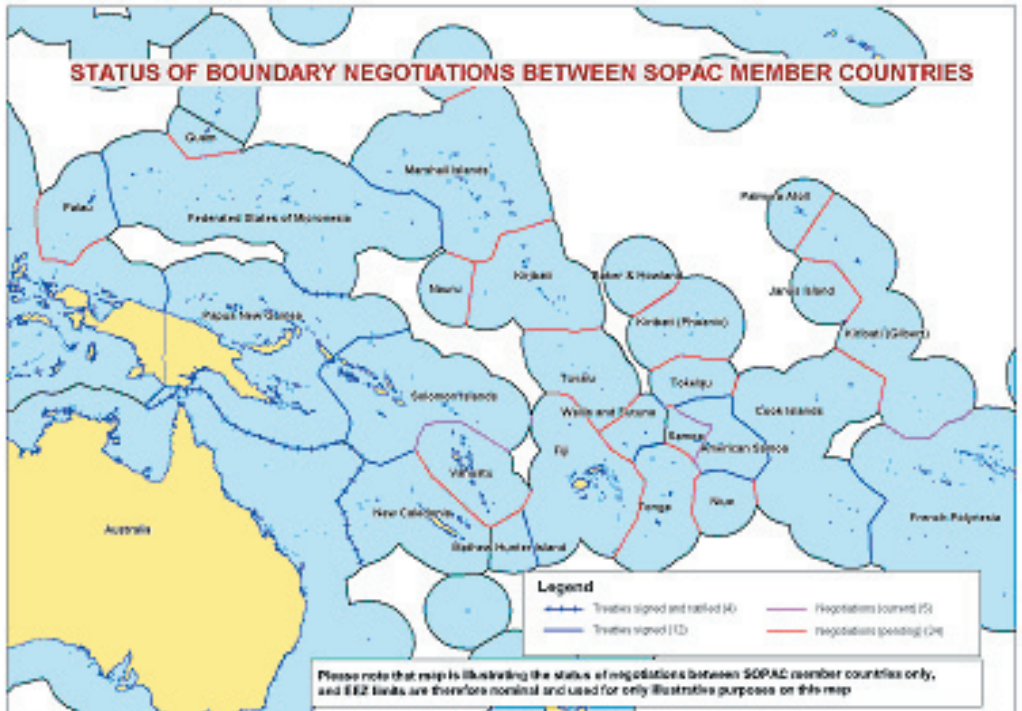 STATUS OF BOUNDARY NEGOTIATIONS BETWEEN SOPAC MEMBER COUNTRIES
Guam
Marshall Islands
Palau
Palmyra Atoll
Federated States of Micronesia
Nauru
Kiribati
Baker & Howland
Jarvis Island
Papua New Guinea
Kiribati (Phoenix)
Kiribati (Gilbert)
Tuvalu
Tokelau
Solomon Islands
Wallis and Futuna
Cook Islands
Samoa
American Samoa
Fiji
Vanuatu
Tonga
Niue
New Caledonia
French Polynesia
Australia
Mathew Hunter Island
Legend
Treaties signed and ratified (4)
Negotiations (current) (5)
Treaties signed (12)
Negotiations (pending) (24)
Please note that map is illustrating the status of negotiations between SOPAC member countries only,
and EEZ limits are therefore nominal and used for only illustrative purposes on this map